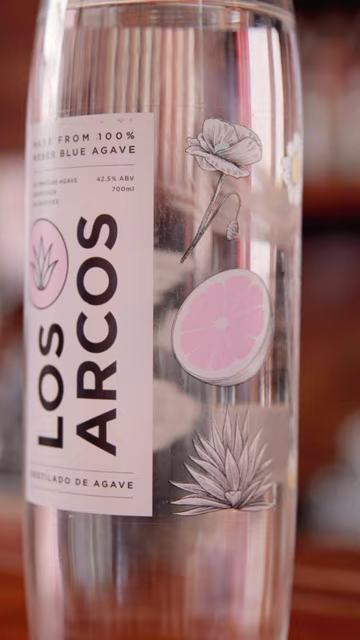 MADE FROM 100%
WEBER BLUE AGAVE
42.5% ABV
700ml
LOS
ARCOS
DESTILADO DE AGAVE